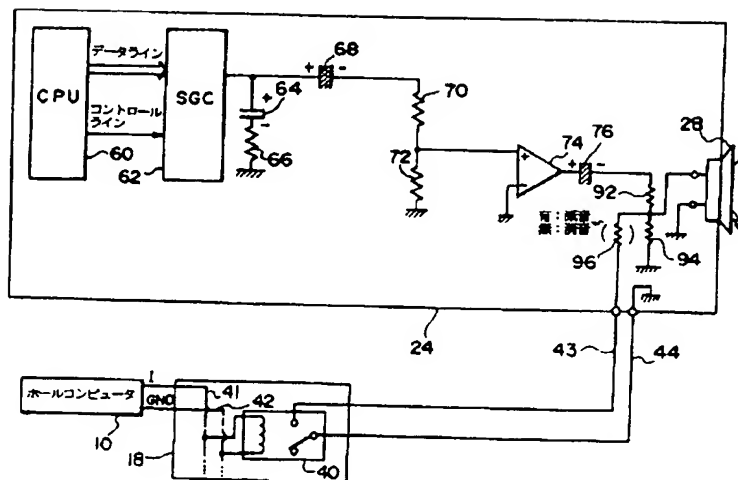 CPU
データライン
コントロール
ライン
60
SGC
62
+
64
-
66
+ 68 -
70
72
+
-
74
+ 76 -
92
有:減音
無:消音
96
94
28
24
43
44
ホールコンピュータ
10
I
GND
18
41
42
40